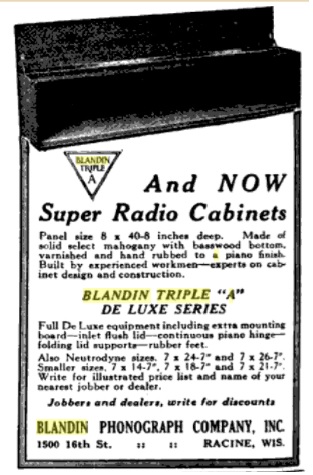 BLANDIN
TRIPLE
A
And NOW
Super Radio Cabinets
Panel size 8 x 40-8 inches deep. Made of
solid select mahogany with basswood bottom,
varnished and hand rubbed to a piano finish.
Built by experienced workmen—experts on cab-
inet design and construction.
BLANDIN TRIPLE "A"
DE LUXE SERIES
Full De Luxe equipment including extra mounting
board—inlet flush lid—continuous piano hinge—
folding lid supports—rubber feet.
Also Neutrodyne sizes, 7 x 24-7" and 7 x 26-7".
Smaller sizes, 7 x 14-7", 7 x 18-7" and 7 x 21-7".
Write for illustrated price list and name of your
nearest jobber or dealer.
Jobbers and dealers, write for discounts
BLANDIN PHONOGRAPH COMPANY, INC.
1500 16th St. :: :: RACINE, WIS.